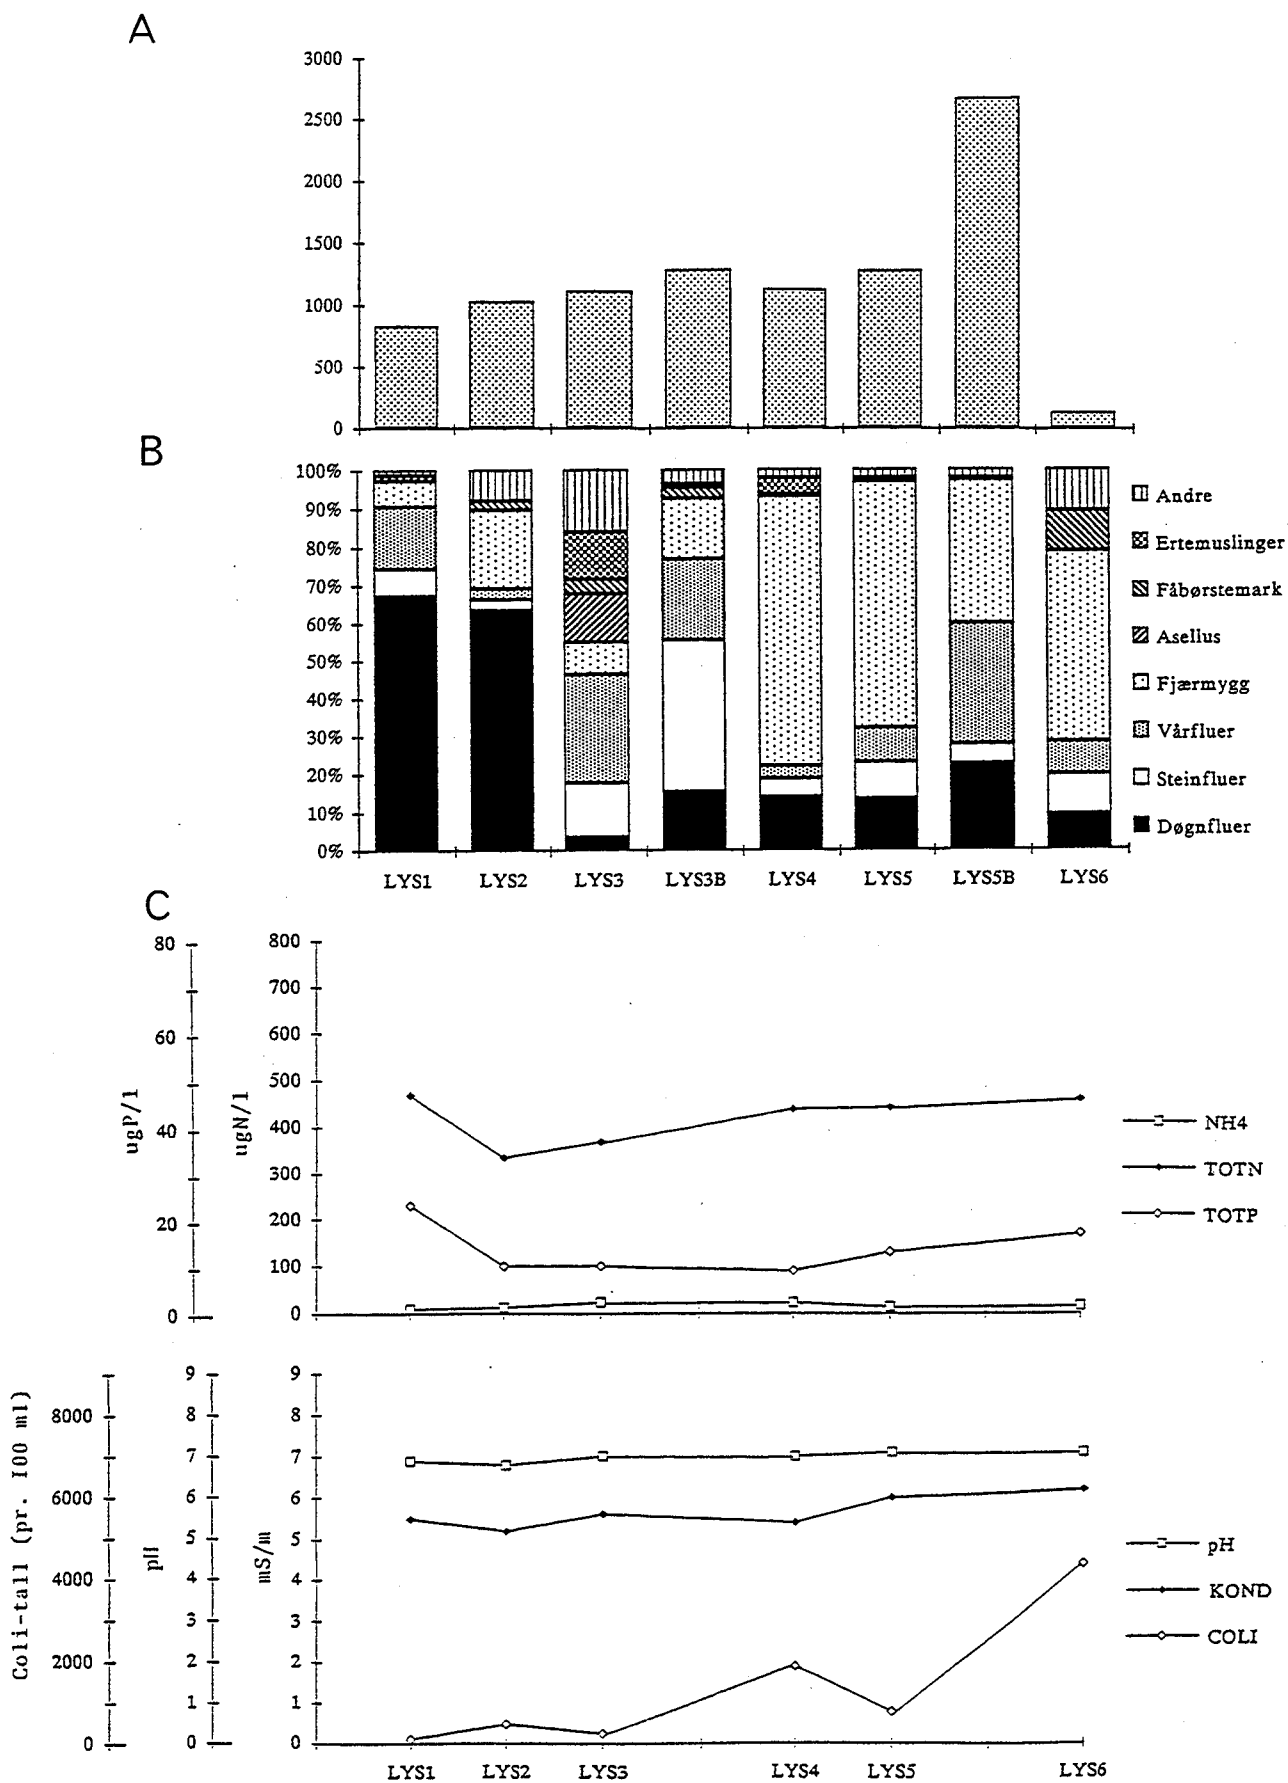 A
3000
2500
2000
1500
1000
500
0
B
100%
90%
80%
70%
60%
50%
40%
30%
20%
10%
0%
Andre
Ertemuslinger
Fåbørstemark
Asellus
Fjærmygg
Vårfluer
Steinfluer
Døgnfluer
LYS1 LYS2 LYS3 LYS3B LYS4 LYS5 LYS5B LYS6
C
ugP/l
80
60
40
20
0
ugN/l
800
700
600
500
400
300
200
100
0
NH4
TOTN
TOTP
Coli-tall (pr. 100 ml)
8000
6000
4000
2000
0
pH
9
8
7
6
5
4
3
2
1
0
mS/m
9
8
7
6
5
4
3
2
1
0
pH
KOND
COLI
LYS1 LYS2 LYS3 LYS4 LYS5 LYS6